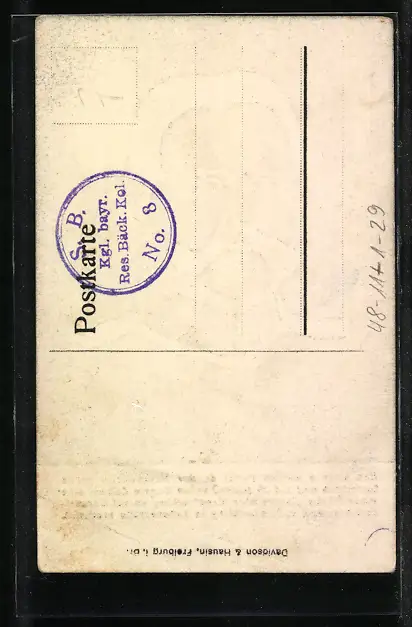 Postkarte
S. B.
Kgl. bayr.
Res. Bäck. Kol.
No. 8
48-11+1-29
Davidson & Hausin, Freiburg i. Br.